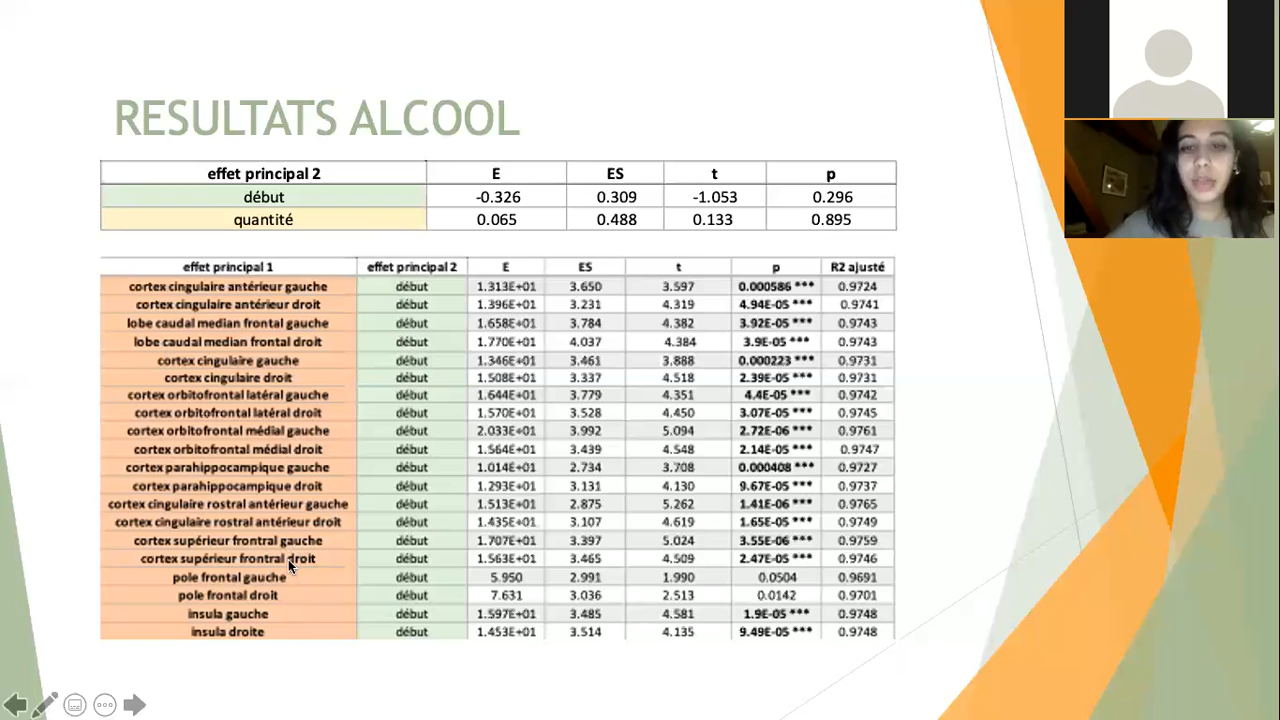 RESULTATS ALCOOL
effet principal 2 E ES t p
début -0.326 0.309 -1.053 0.296
quantité 0.065 0.488 0.133 0.895
effet principal 1 effet principal 2 E ES t p R2 ajusté
cortex cingulaire antérieur gauche début 1.313E+01 3.650 3.597 0.000586 *** 0.9724
cortex cingulaire antérieur droit début 1.396E+01 3.231 4.319 4.94E-05 *** 0.9741
lobe caudal median frontal gauche début 1.658E+01 3.784 4.382 3.92E-05 *** 0.9743
lobe caudal median frontal droit début 1.770E+01 4.037 4.384 3.9E-05 *** 0.9743
cortex cingulaire gauche début 1.346E+01 3.461 3.888 0.000223 *** 0.9731
cortex cingulaire droit début 1.508E+01 3.337 4.518 2.39E-05 *** 0.9731
cortex orbitofrontal latéral gauche début 1.644E+01 3.779 4.351 4.4E-05 *** 0.9742
cortex orbitofrontal latéral droit début 1.570E+01 3.528 4.450 3.07E-05 *** 0.9745
cortex orbitofrontal médial gauche début 2.033E+01 3.992 5.094 2.72E-06 *** 0.9761
cortex orbitofrontal médial droit début 1.564E+01 3.439 4.548 2.14E-05 *** 0.9747
cortex parahippocampique gauche début 1.014E+01 2.734 3.708 0.000408 *** 0.9727
cortex parahippocampique droit début 1.293E+01 3.131 4.130 9.67E-05 *** 0.9737
cortex cingulaire rostral antérieur gauche début 1.513E+01 2.875 5.262 1.41E-06 *** 0.9765
cortex cingulaire rostral antérieur droit début 1.435E+01 3.107 4.619 1.65E-05 *** 0.9749
cortex supérieur frontral gauche début 1.707E+01 3.397 5.024 3.55E-06 *** 0.9759
cortex supérieur frontral droit début 1.563E+01 3.465 4.509 2.47E-05 *** 0.9746
pole frontal gauche début 5.950 2.991 1.990 0.0504 0.9691
pole frontal droit début 7.631 3.036 2.513 0.0142 0.9701
insula gauche début 1.597E+01 3.485 4.581 1.9E-05 *** 0.9748
insula droite début 1.453E+01 3.514 4.135 9.49E-05 *** 0.9748